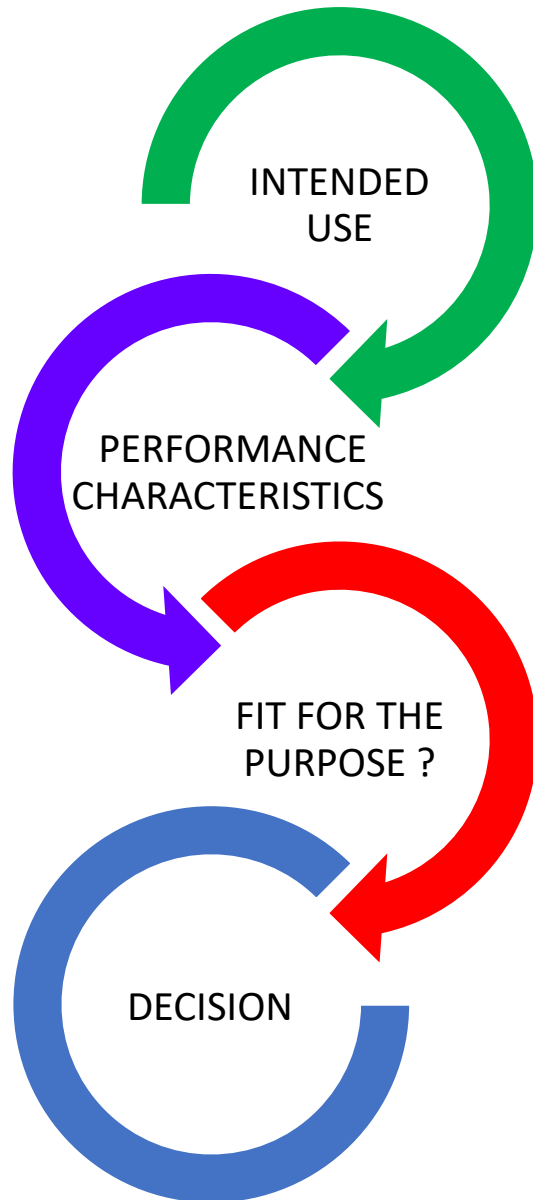 INTENDED
USE
PERFORMANCE
CHARACTERISTICS
FIT FOR THE
PURPOSE ?
DECISION